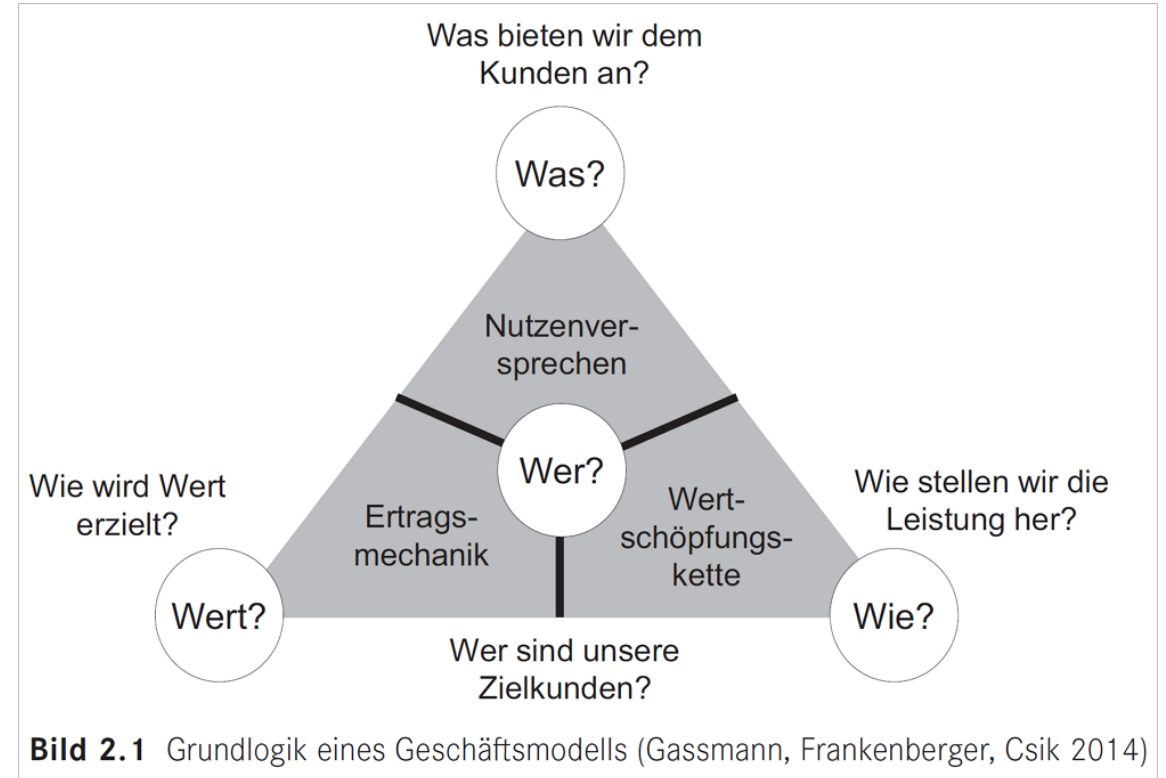 Was bieten wir dem
Kunden an?
Was?
Nutzenver-
sprechen
Wer?
Wie wird Wert
erzielt?
Ertrags-
mechanik
Wert-
schöpfungs-
kette
Wie stellen wir die
Leistung her?
Wert?
Wie?
Wer sind unsere
Zielkunden?
Bild 2.1 Grundlogik eines Geschäftsmodells (Gassmann, Frankenberger, Csik 2014)